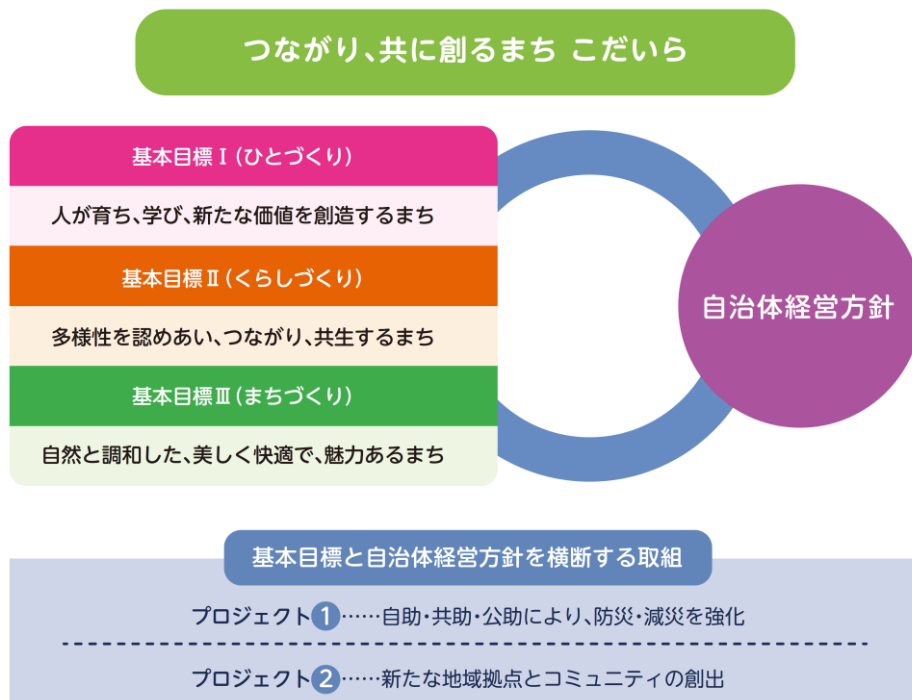 つながり、共に創るまち こだいら
基本目標Ⅰ(ひとづくり)
人が育ち、学び、新たな価値を創造するまち
基本目標Ⅱ(くらしづくり)
多様性を認めあい、つながり、共生するまち
基本目標Ⅲ(まちづくり)
自然と調和した、美しく快適で、魅力あるまち
自治体経営方針
基本目標と自治体経営方針を横断する取組
プロジェクト1……自助・共助・公助により、防災・減災を強化
プロジェクト2……新たな地域拠点とコミュニティの創出